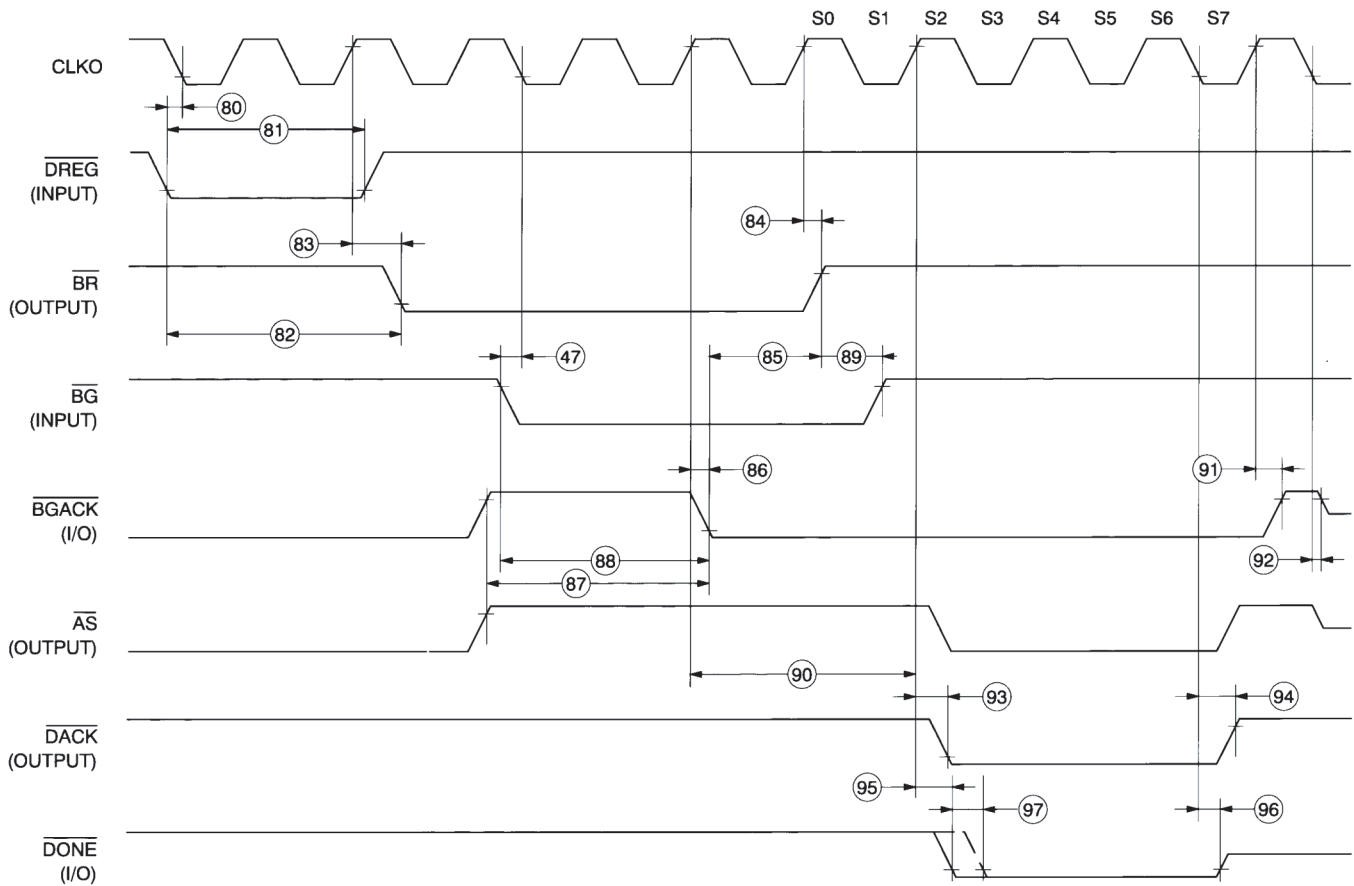 S0 S1 S2 S3 S4 S5 S6 S7
CLKO
80
81
DREG
(INPUT)
84
83
BR
(OUTPUT)
82
47
85
89
BG
(INPUT)
86
91
BGACK
(I/O)
88
92
87
AS
(OUTPUT)
90
93
94
DACK
(OUTPUT)
95
97
96
DONE
(I/O)